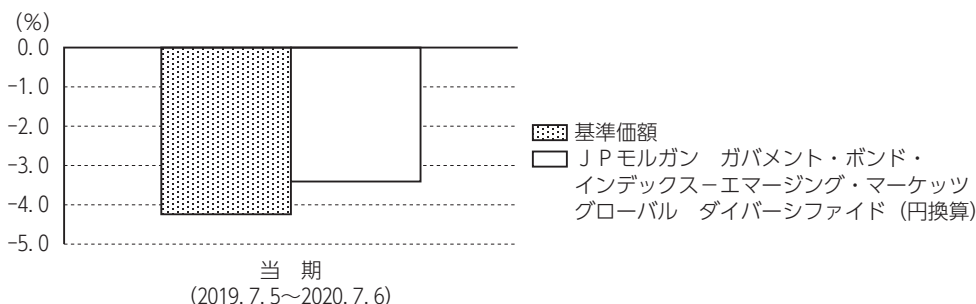 (%)
0.0
-1.0
-2.0
-3.0
-4.0
-5.0
当 期
(2019.7.5~2020.7.6)
基準価額
ＪＰモルガン　ガバメント・ボンド・
インデックス－エマージング・マーケッツ
グローバル　ダイバーシファイド（円換算）